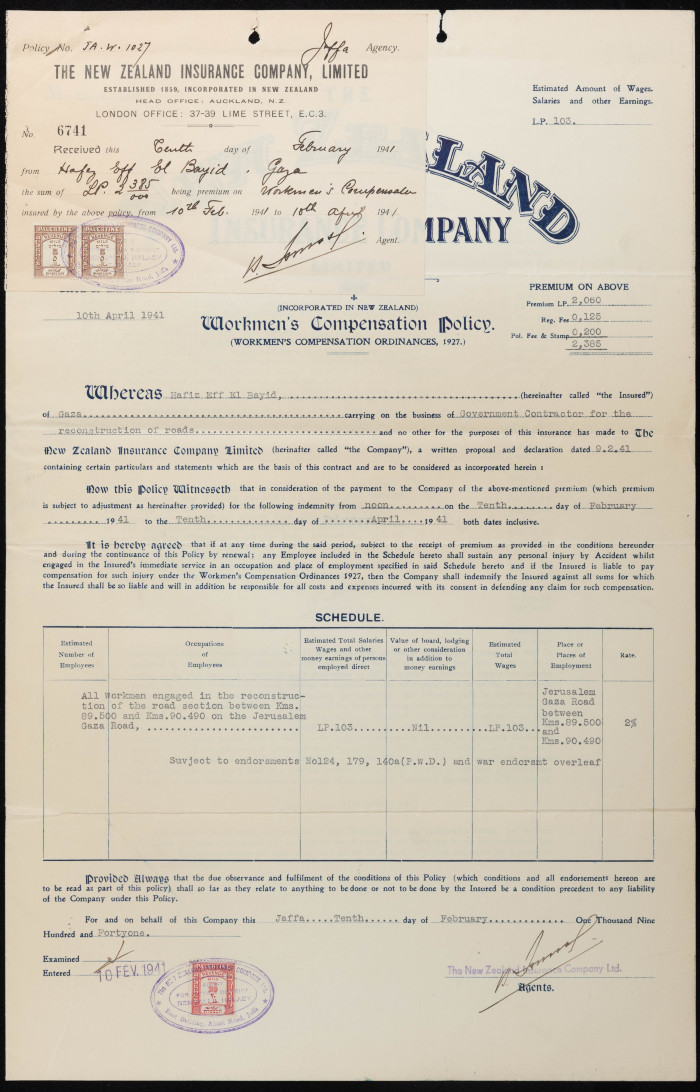 Policy No. JA.W. 1027 Jaffa Agency.
THE NEW ZEALAND INSURANCE COMPANY, LIMITED
ESTABLISHED 1859, INCORPORATED IN NEW ZEALAND
HEAD OFFICE: AUCKLAND, N.Z.
LONDON OFFICE: 37-39 LIME STREET, E.C.3.
No. 6741
Received this Tenth day of February 1941
from Hafez Eff El Bayid, Gaza
the sum of LP. 2 385/000 being premium on Workmen's Compensation
insured by the above policy, from 10th Feb. 1941 to 10th April 1941
Agent.
PALESTINE PALESTINE
Estimated Amount of Wages,
Salaries and other Earnings.
LP. 103.
ALAND
MPANY
PREMIUM ON ABOVE
Premium LP. 2,060
Reg. Fee 0,125
Pol. Fee & Stamp 0,200
2,385
10th April 1941
(INCORPORATED IN NEW ZEALAND)
Workmen's Compensation Policy.
(WORKMEN'S COMPENSATION ORDINANCES, 1927.)
Whereas Hafiz Eff El Bayid, (hereinafter called "the Insured")
of Gaza carrying on the business of Government Contractor for the
reconstruction of roads and no other for the purposes of this insurance has made to The
New Zealand Insurance Company Limited (hereinafter called "the Company"), a written proposal and declaration dated 9.2.41
containing certain particulars and statements which are the basis of this contract and are to be considered as incorporated herein :
Now this Policy Witnesseth that in consideration of the payment to the Company of the above-mentioned premium (which premium
is subject to adjustment as hereinafter provided) for the following indemnity from noon on the Tenth day of February
1941 to the Tenth day of April 1941 both dates inclusive.
It is hereby agreed that if at any time during the said period, subject to the receipt of premium as provided in the conditions hereunder
and during the continuance of this Policy by renewal; any Employee included in the Schedule hereto shall sustain any personal injury by Accident whilst
engaged in the Insured's immediate service in an occupation and place of employment specified in said Schedule hereto and if the Insured is liable to pay
compensation for such injury under the Workmen's Compensation Ordinances 1927, then the Company shall indemnify the Insured against all sums for which
the Insured shall be so liable and will in addition be responsible for all costs and expenses incurred with its consent in defending any claim for such compensation.
SCHEDULE.
Estimated Number of Employees
Occupations of Employees
Estimated Total Salaries Wages and other money earnings of persons employed direct
Value of board, lodging or other consideration in addition to money earnings
Estimated Total Wages
Place or Places of Employment
Rate.
All workmen engaged in the reconstruc-
tion of the road section between Kms.
89.500 and Kms.90.490 on the Jerusalem
Gaza Road, LP.103 Nil LP.103
Jerusalem
Gaza Road
between
Kms.89.500
and
Kms.90.490
2%
Suvject to endorsments No124, 179, 140a(P.W.D.) and war endorsmt overleaf
Provided Always that the due observance and fulfilment of the conditions of this Policy (which conditions and all endorsements hereon are
to be read as part of this policy) shall so far as they relate to anything to be done or not to be done by the Insured be a condition precedent to any liability
of the Company under this Policy.
For and on behalf of this Company this Jaffa Tenth day of February One Thousand Nine
Hundred and Fortyone.
Examined
Entered 10 FEV. 1941
The New Zealand Insurance Company Ltd.
Agents.